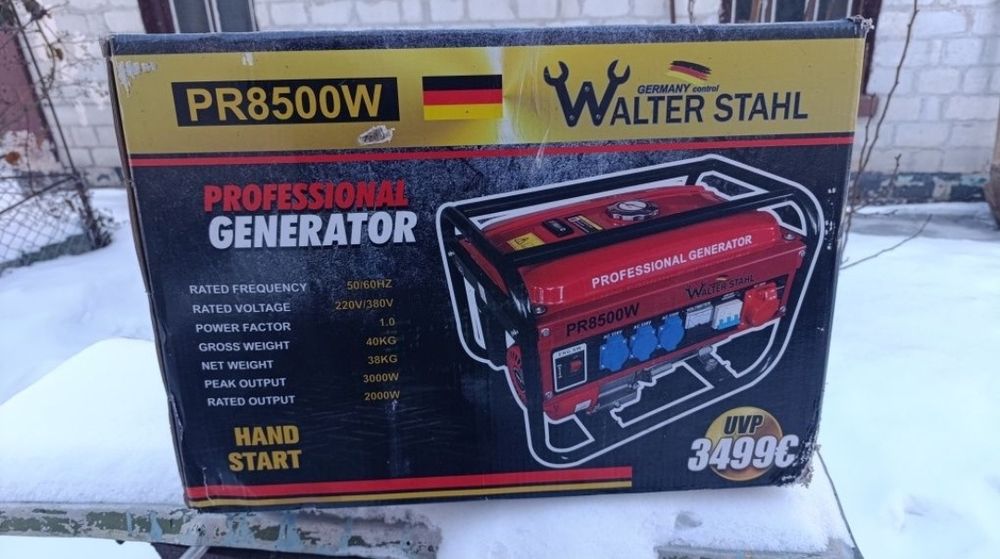 PR8500W
GERMANY control
WALTER STAHL
PROFESSIONAL
GENERATOR
RATED FREQUENCY 50/60HZ
RATED VOLTAGE 220V/380V
POWER FACTOR 1.0
GROSS WEIGHT 40KG
NET WEIGHT 38KG
PEAK OUTPUT 3000W
RATED OUTPUT 2000W
HAND
START
PROFESSIONAL GENERATOR
WALTER STAHL
PR8500W
UVP
3499€